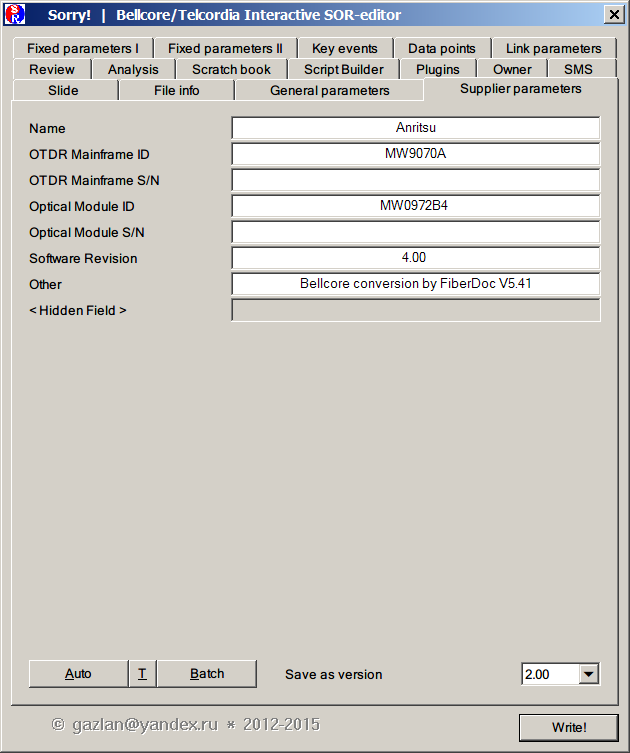 Sorry! | Bellcore/Telcordia Interactive SOR-editor
Fixed parameters I Fixed parameters II Key events Data points Link parameters
Review Analysis Scratch book Script Builder Plugins Owner SMS
Slide File info General parameters Supplier parameters
Name Anritsu
OTDR Mainframe ID MW9070A
OTDR Mainframe S/N
Optical Module ID MW0972B4
Optical Module S/N
Software Revision 4.00
Other Bellcore conversion by FiberDoc V5.41
< Hidden Field >
Auto T Batch Save as version 2.00
© gazlan@yandex.ru * 2012-2015 Write!